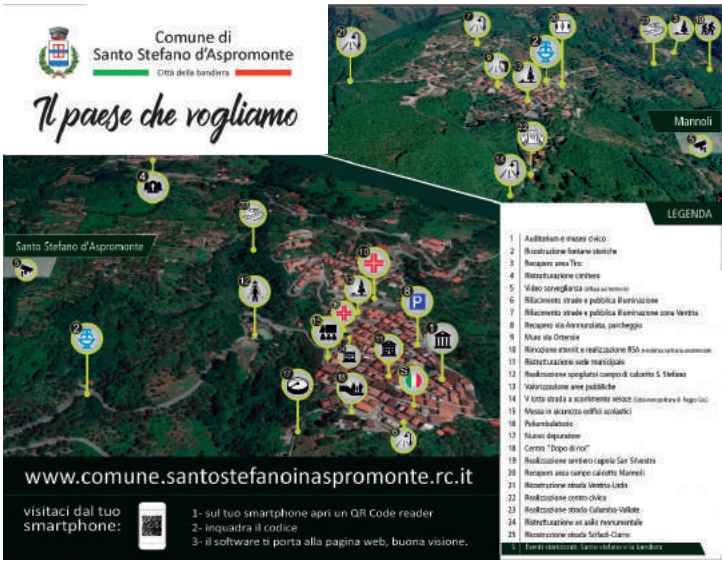 Comune di
Santo Stefano d'Aspromonte
Città della bandiera
Il paese che vogliamo
Mannoli
Santo Stefano d'Aspromonte
LEGENDA
1 Auditorium e museo civico
2 Ricostruzione fontane storiche
3 Recupero area Tiro
4 Ristrutturazione cimitero
5 Video sorveglianza (diffusa sul territorio)
6 Rifacimento strade e pubblica illuminazione
7 Rifacimento strade e pubblica illuminazione zona Ventria
8 Recupero via Annunziata, parcheggio
9 Muro via Ortensie
10 Rimozione eternit e realizzazione RSA
11 Ristrutturazione sede municipale
12 Realizzazione spogliatoi campo di calcetto S. Stefano
13 Valorizzazione aree pubbliche
14 V lotto strada a scorrimento veloce
15 Messa in sicurezza edifici scolastici
16 Poliambulatorio
17 Nuovo depuratore
18 Centro "Dopo di noi"
19 Realizzazione sentiero cupola San Silvestro
20 Recupero area campo calcetto Mannoli
21 Ricostruzione strada Ventria-Lirdo
22 Realizzazione centro civico
23 Realizzazione strada Calumba-Vallate
24 Ristrutturazione ex asilo monumentale
25 Ricostruzione strada Scifadi-Ciarro
S Eventi storicizzati: Santo stefano e la bandiera
www.comune.santostefanoinaspromonte.rc.it
visitaci dal tuo
smartphone:
1- sul tuo smartphone apri un QR Code reader
2- inquadra il codice
3- il software ti porta alla pagina web, buona visione.